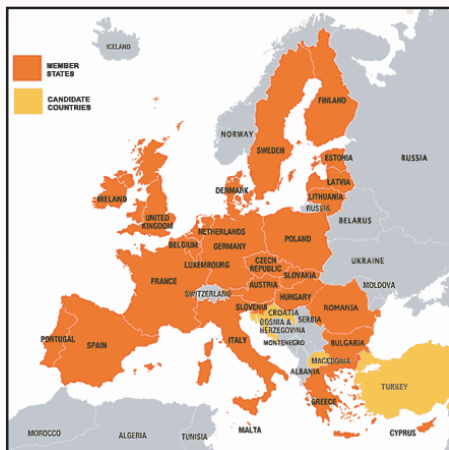 ICELAND
MEMBER
STATES
CANDIDATE
COUNTRIES
FINLAND
NORWAY
SWEDEN
RUSSIA
ESTONIA
LATVIA
DENMARK
LITHUANIA
RUSSIA
IRELAND
UNITED
KINGDOM
BELARUS
NETHERLANDS
POLAND
BELGIUM
GERMANY
UKRAINE
LUXEMBOURG
CZECH
REPUBLIC
SLOVAKIA
FRANCE
AUSTRIA
MOLDOVA
SWITZERLAND
HUNGARY
SLOVENIA
ROMANIA
CROATIA
BOSNIA &
HERZEGOVINA
SERBIA
PORTUGAL
SPAIN
ITALY
MONTENEGRO
BULGARIA
MACEDONIA
ALBANIA
TURKEY
GREECE
MALTA
CYPRUS
MOROCCO
ALGERIA
TUNISIA